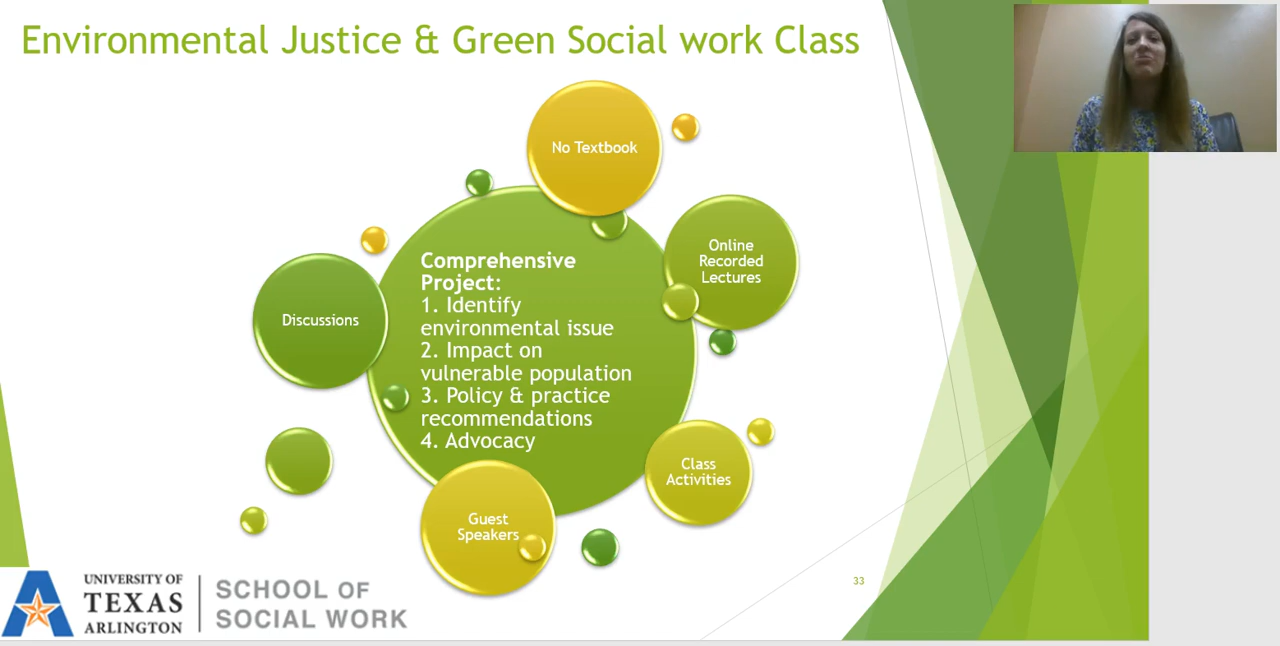 Environmental Justice & Green Social work Class
No Textbook
Online
Recorded
Lectures
Discussions
Comprehensive
Project:
1. Identify
environmental issue
2. Impact on
vulnerable population
3. Policy & practice
recommendations
4. Advocacy
Class
Activities
Guest
Speakers
33
UNIVERSITY OF
TEXAS
ARLINGTON
SCHOOL OF
SOCIAL WORK